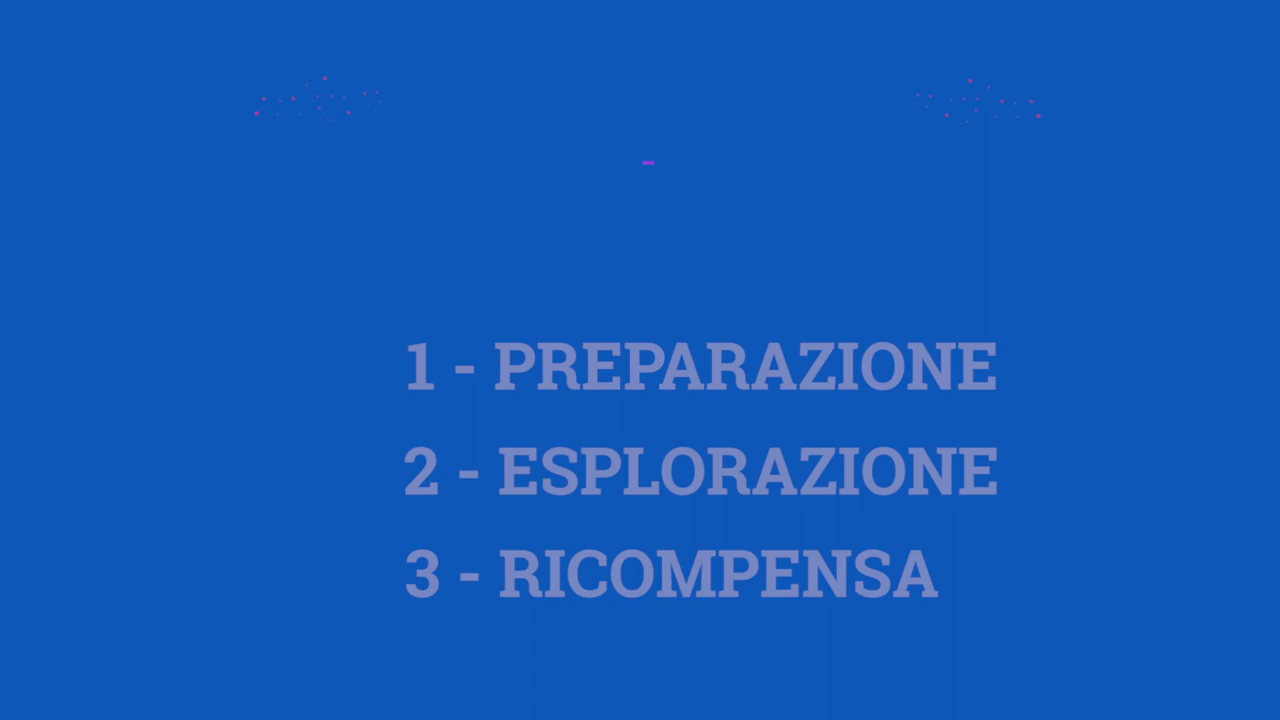 1 - PREPARAZIONE
2 - ESPLORAZIONE
3 - RICOMPENSA